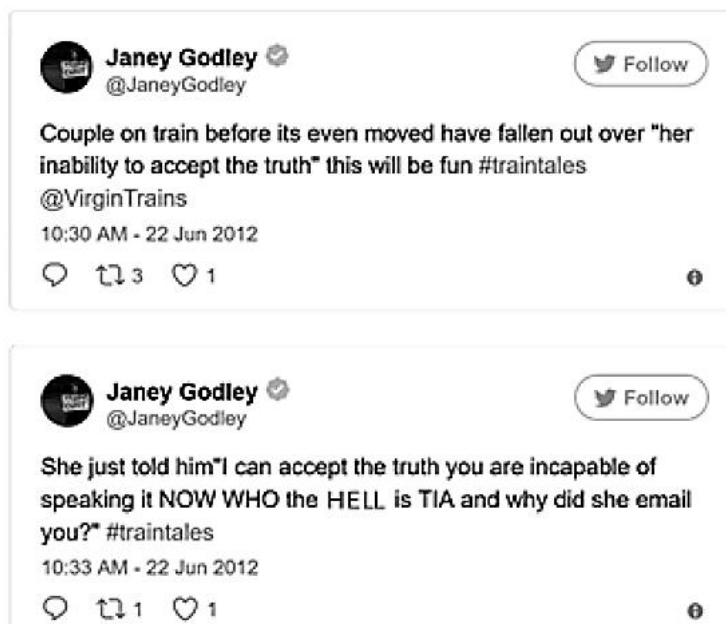 Janey Godley
Follow
@JaneyGodley
Couple on train before its even moved have fallen out over "her
inability to accept the truth" this will be fun #traintales
@VirginTrains
10:30 AM - 22 Jun 2012
3 1
Janey Godley
Follow
@JaneyGodley
She just told him"I can accept the truth you are incapable of
speaking it NOW WHO the HELL is TIA and why did she email
you?" #traintales
10:33 AM - 22 Jun 2012
1 1